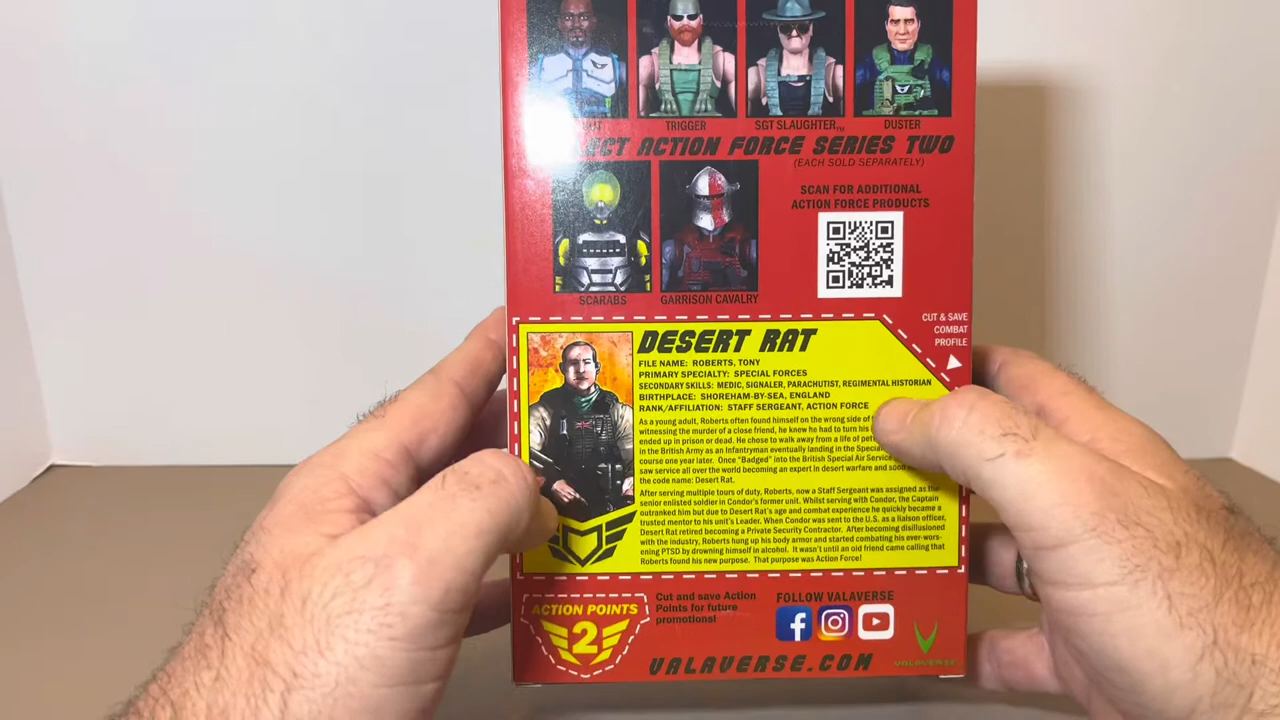 TRIGGER
SGT SLAUGHTER™
DUSTER
ACTION FORCE SERIES TWO
(EACH SOLD SEPARATELY)
SCARABS
GARRISON CAVALRY
SCAN FOR ADDITIONAL
ACTION FORCE PRODUCTS
CUT & SAVE
COMBAT
PROFILE
DESERT RAT
FILE NAME: ROBERTS, TONY
PRIMARY SPECIALTY: SPECIAL FORCES
SECONDARY SKILLS: MEDIC, SIGNALER, PARACHUTIST, REGIMENTAL HISTORIAN
BIRTHPLACE: SHOREHAM-BY-SEA, ENGLAND
RANK/AFFILIATION: STAFF SERGEANT, ACTION FORCE
As a young adult, Roberts often found himself on the wrong side of
witnessing the murder of a close friend, he knew he had to turn his
ended up in prison or dead. He chose to walk away from a life of
in the British Army as an Infantryman eventually landing in the
course one year later. Once "Badged" into the British Special Air Service
saw service all over the world becoming an expert in desert warfare and soon
the code name: Desert Rat.
After serving multiple tours of duty, Roberts, now a Staff Sergeant was assigned as the
senior enlisted soldier in Condor's former unit. Whilst serving with Condor, the Captain
outranked him but due to Desert Rat's age and combat experience he quickly became a
trusted mentor to his unit's Leader. When Condor was sent to the U.S. as a liaison officer,
Desert Rat retired becoming a Private Security Contractor. After becoming disillusioned
with the industry, Roberts hung up his body armor and started combating his ever-wors-
ening PTSD by drowning himself in alcohol. It wasn't until an old friend came calling that
Roberts found his new purpose. That purpose was Action Force!
ACTION POINTS
2
Cut and save Action
Points for future
promotions!
FOLLOW VALAVERSE
VALAVERSE
VALAVERSE.COM